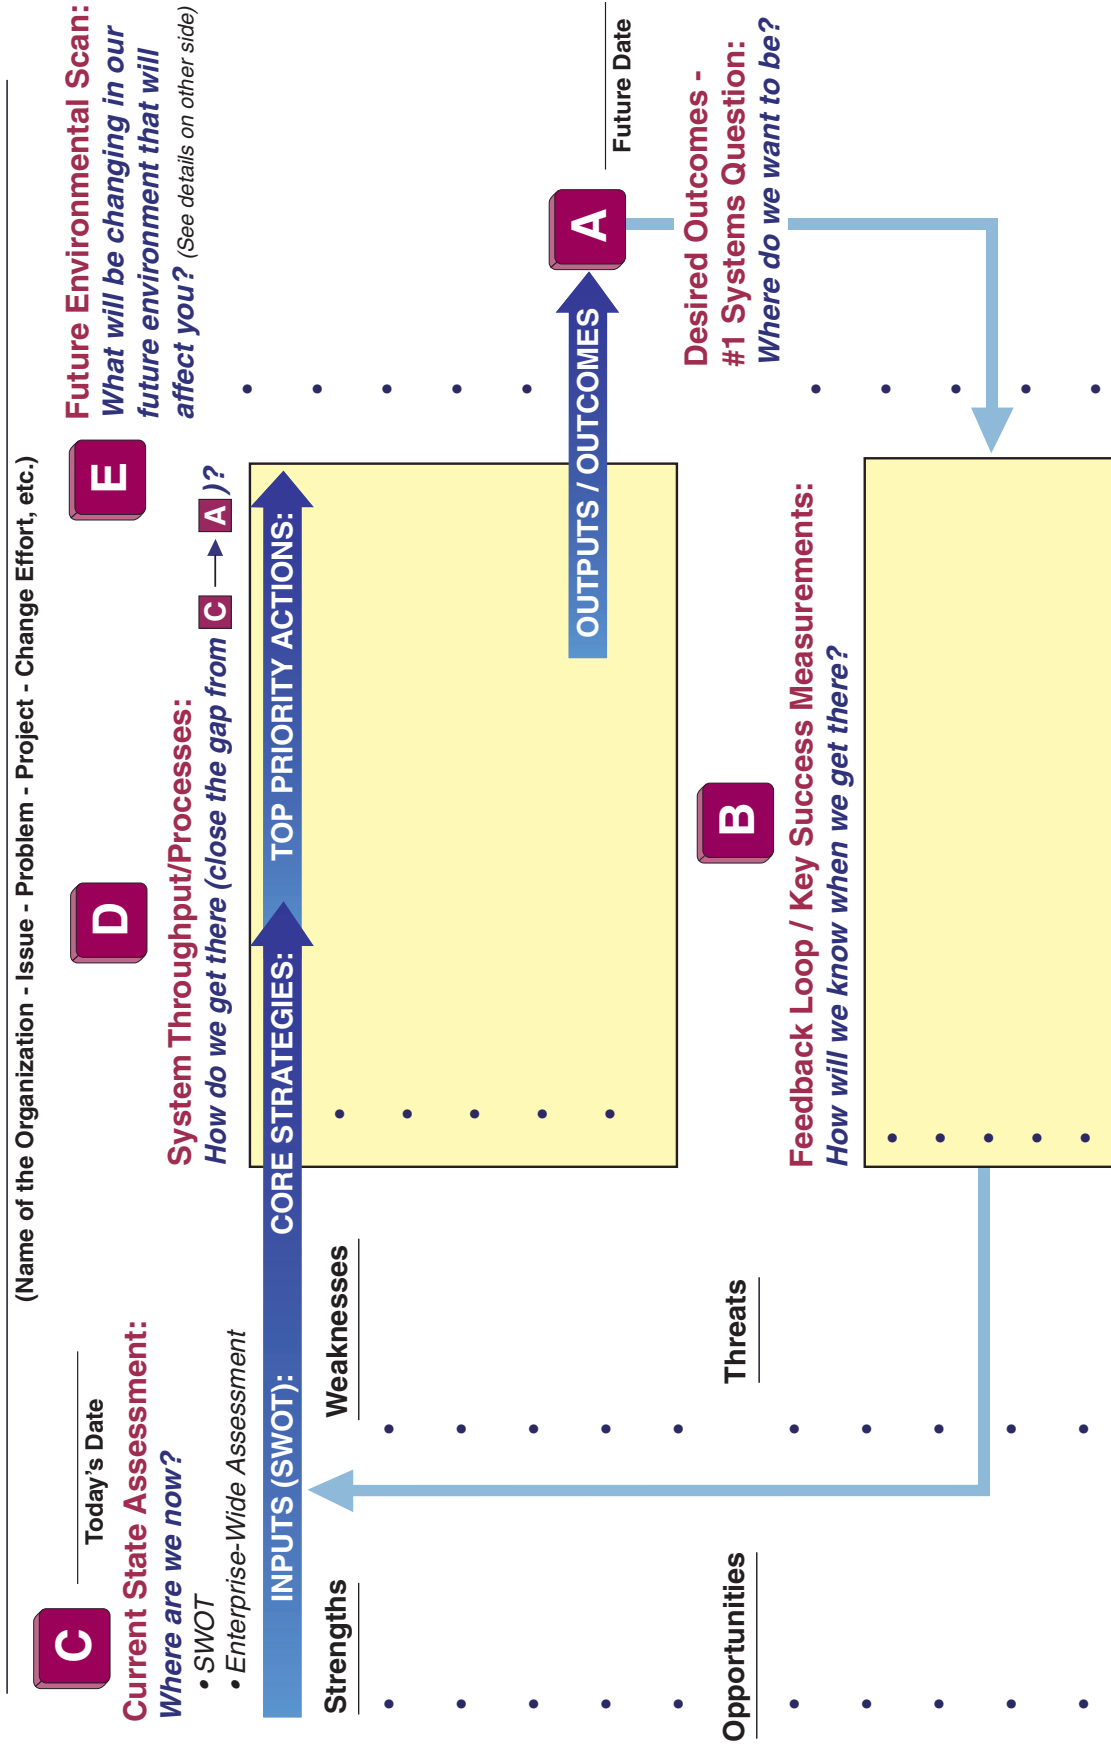 (Name of the Organization - Issue - Problem - Project - Change Effort, etc.)
C
Today's Date
Current State Assessment:
Where are we now?
• SWOT
• Enterprise-Wide Assessment
D
System Throughput/Processes:
How do we get there (close the gap from C → A )?
E
Future Environmental Scan:
What will be changing in our
future environment that will
affect you? (See details on other side)
INPUTS (SWOT):
CORE STRATEGIES:
TOP PRIORITY ACTIONS:
Strengths
Weaknesses
OUTPUTS / OUTCOMES
A
Future Date
Desired Outcomes -
#1 Systems Question:
Where do we want to be?
Opportunities
Threats
B
Feedback Loop / Key Success Measurements:
How will we know when we get there?